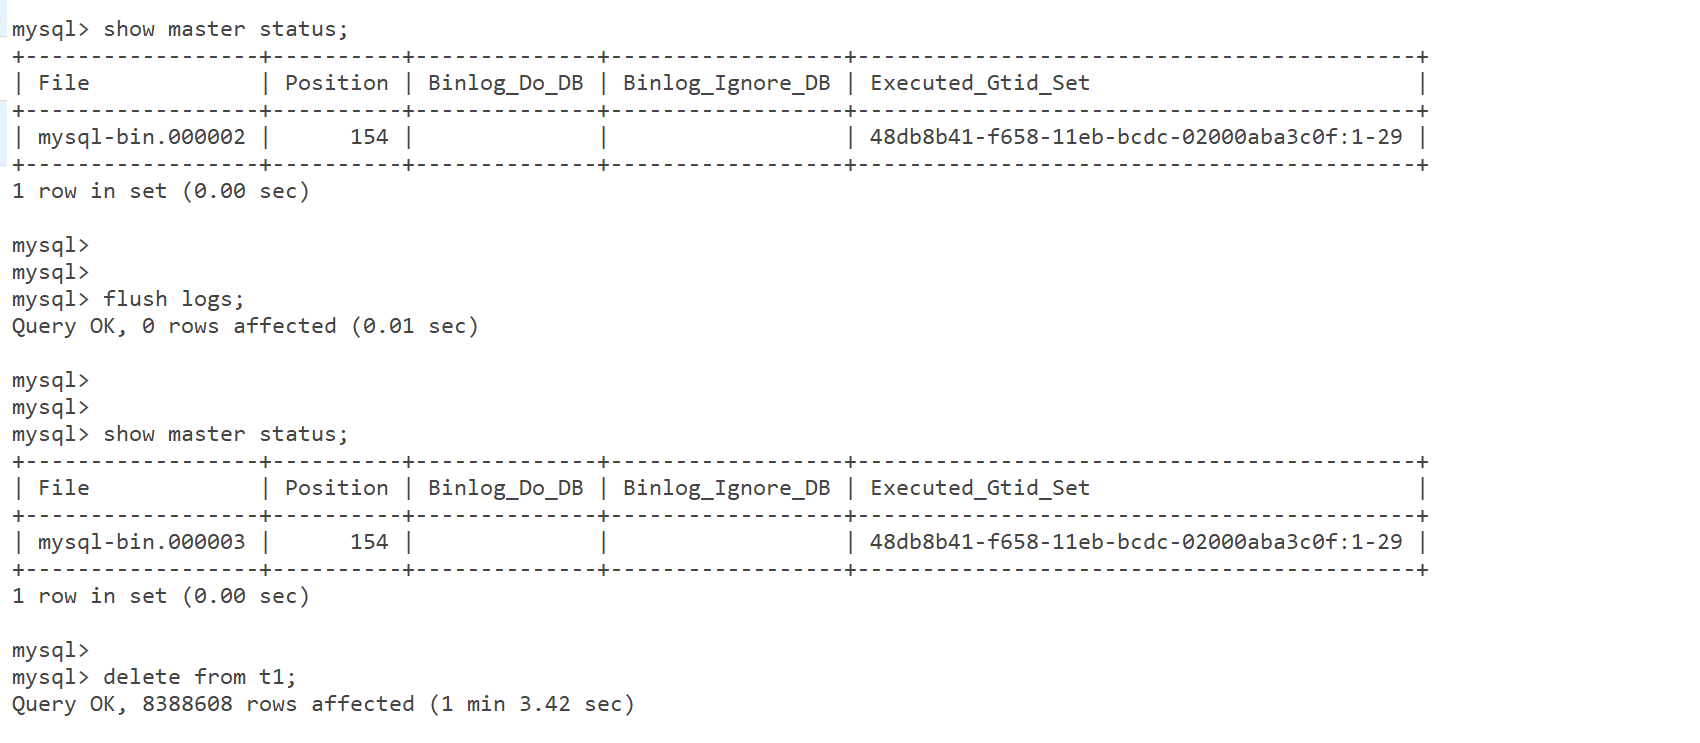 mysql> show master status;
+------------------+----------+--------------+------------------+-------------------------------------------+
| File             | Position | Binlog_Do_DB | Binlog_Ignore_DB | Executed_Gtid_Set                         |
+------------------+----------+--------------+------------------+-------------------------------------------+
| mysql-bin.000002 |      154 |              |                  | 48db8b41-f658-11eb-bcdc-02000aba3c0f:1-29 |
+------------------+----------+--------------+------------------+-------------------------------------------+
1 row in set (0.00 sec)
mysql>
mysql>
mysql> flush logs;
Query OK, 0 rows affected (0.01 sec)
mysql>
mysql>
mysql> show master status;
+------------------+----------+--------------+------------------+-------------------------------------------+
| File             | Position | Binlog_Do_DB | Binlog_Ignore_DB | Executed_Gtid_Set                         |
+------------------+----------+--------------+------------------+-------------------------------------------+
| mysql-bin.000003 |      154 |              |                  | 48db8b41-f658-11eb-bcdc-02000aba3c0f:1-29 |
+------------------+----------+--------------+------------------+-------------------------------------------+
1 row in set (0.00 sec)
mysql>
mysql> delete from t1;
Query OK, 8388608 rows affected (1 min 3.42 sec)